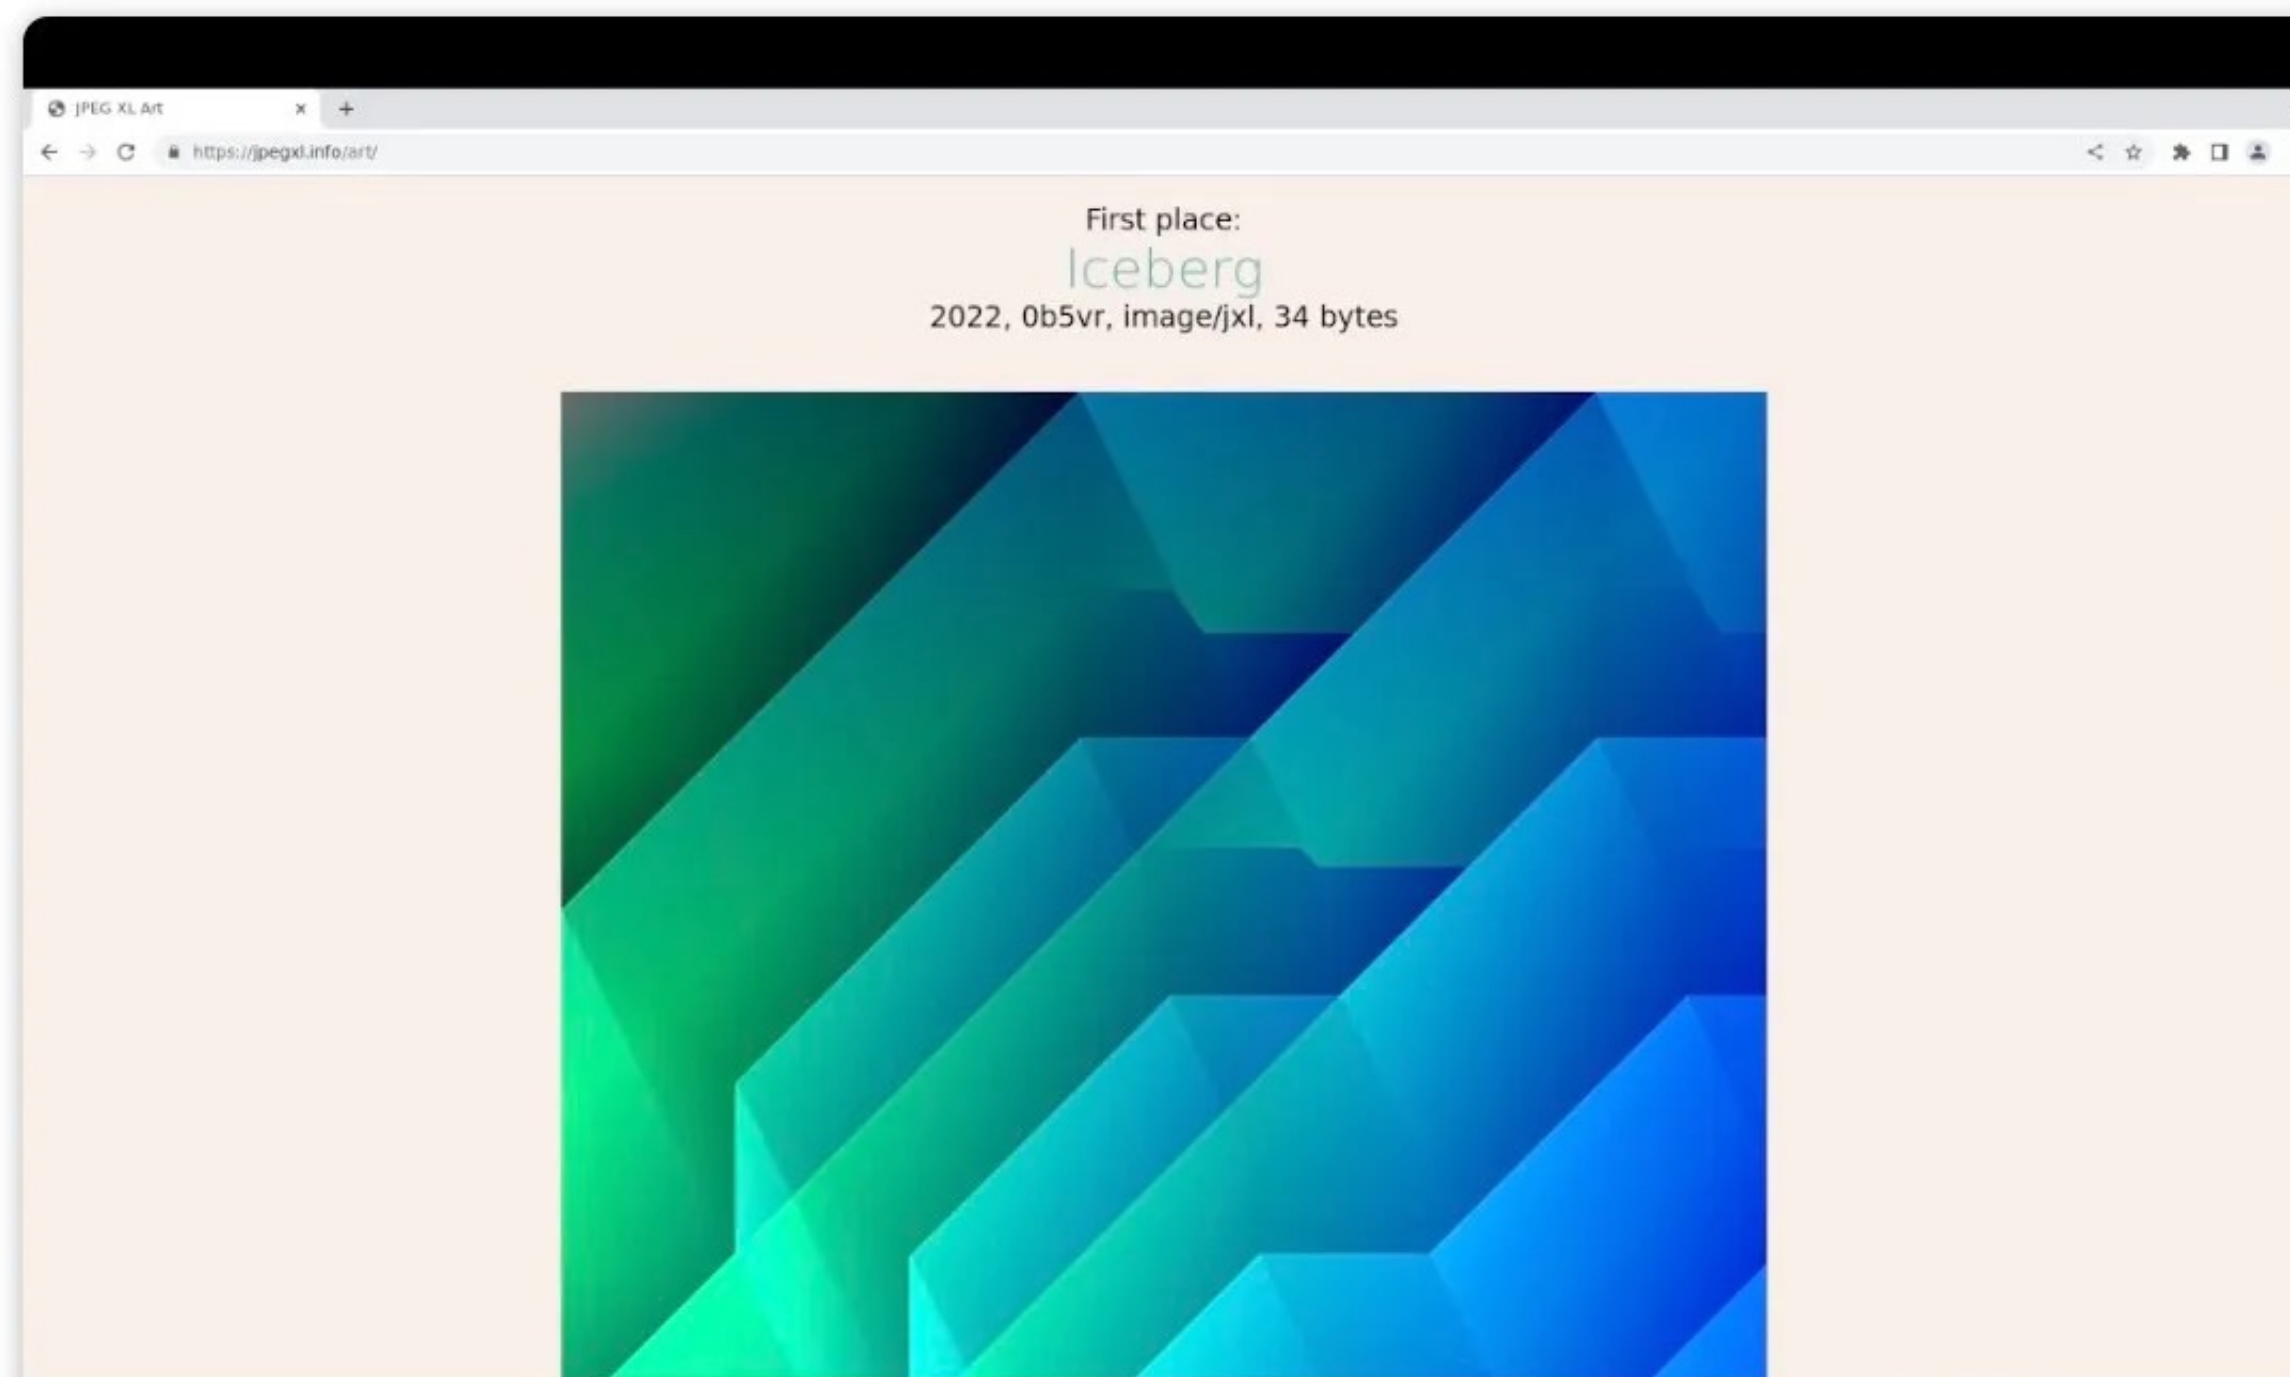 JPEG XL Art
https://jpegxl.info/art/
First place:
Iceberg
2022, 0b5vr, image/jxl, 34 bytes